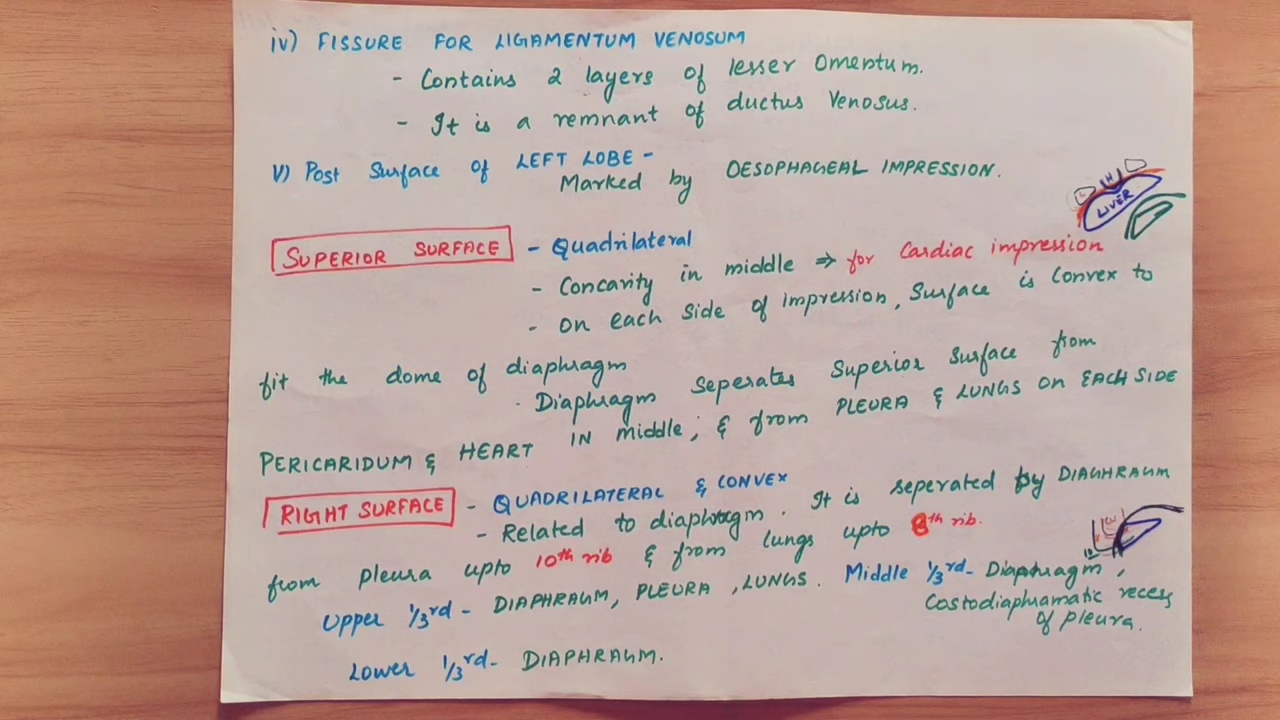 iv) FISSURE FOR LIGAMENTUM VENOSUM
- Contains 2 layers of lesser Omentum.
- It is a remnant of ductus Venosus.
V) Post Surface of LEFT LOBE -
Marked by OESOPHAGEAL IMPRESSION.
LIVER
SUPERIOR SURFACE - Quadrilateral
- Concavity in middle ⇒ for Cardiac impression
- On each side of impression, Surface is Convex to
fit the dome of diaphragm
- Diaphragm seperates Superior Surface from
PERICARIDUM & HEART IN middle; & from PLEURA & LUNGS ON EACH SIDE
RIGHT SURFACE - QUADRILATERAL & CONVEX
- Related to diaphragm. It is seperated by DIAGHRAGM
from pleura upto 10th rib & from lungs upto 8th rib.
Upper 1/3rd - DIAPHRAGM, PLEURA, LUNGS. Middle 1/3rd - Diaphragm,
Costodiaphramatic recess
of pleura.
Lower 1/3rd - DIAPHRAGM.